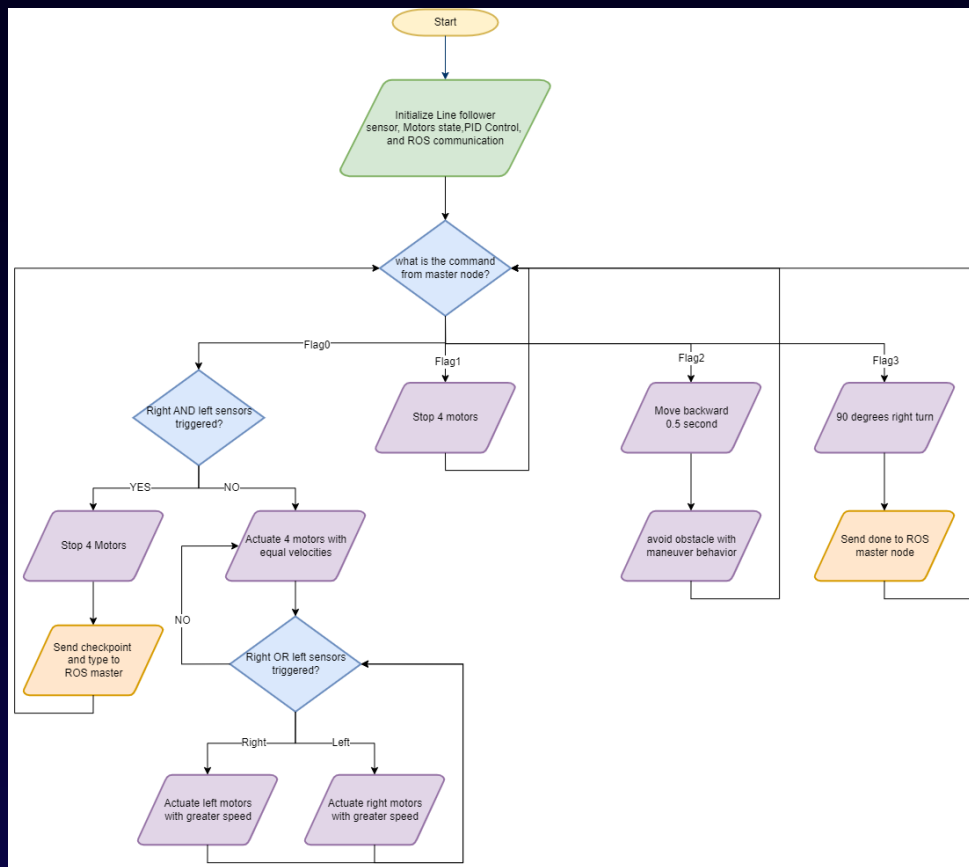 Start
Initialize Line follower
sensor, Motors state,PID Control,
and ROS communication
what is the command
from master node?
Flag0
Flag1
Flag2
Flag3
Right AND left sensors
triggered?
Stop 4 motors
Move backward
0.5 second
90 degrees right turn
YES
NO
Stop 4 Motors
Actuate 4 motors with
equal velocities
avoid obstacle with
maneuver behavior
Send done to ROS
master node
NO
Send checkpoint
and type to
ROS master
Right OR left sensors
triggered?
Right
Left
Actuate left motors
with greater speed
Actuate right motors
with greater speed